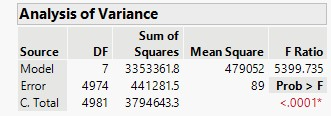 Analysis of Variance
Sum of
Source DF Squares Mean Square F Ratio
Model 7 3353361.8 479052 5399.735
Error 4974 441281.5 89 Prob > F
C. Total 4981 3794643.3 <.0001*